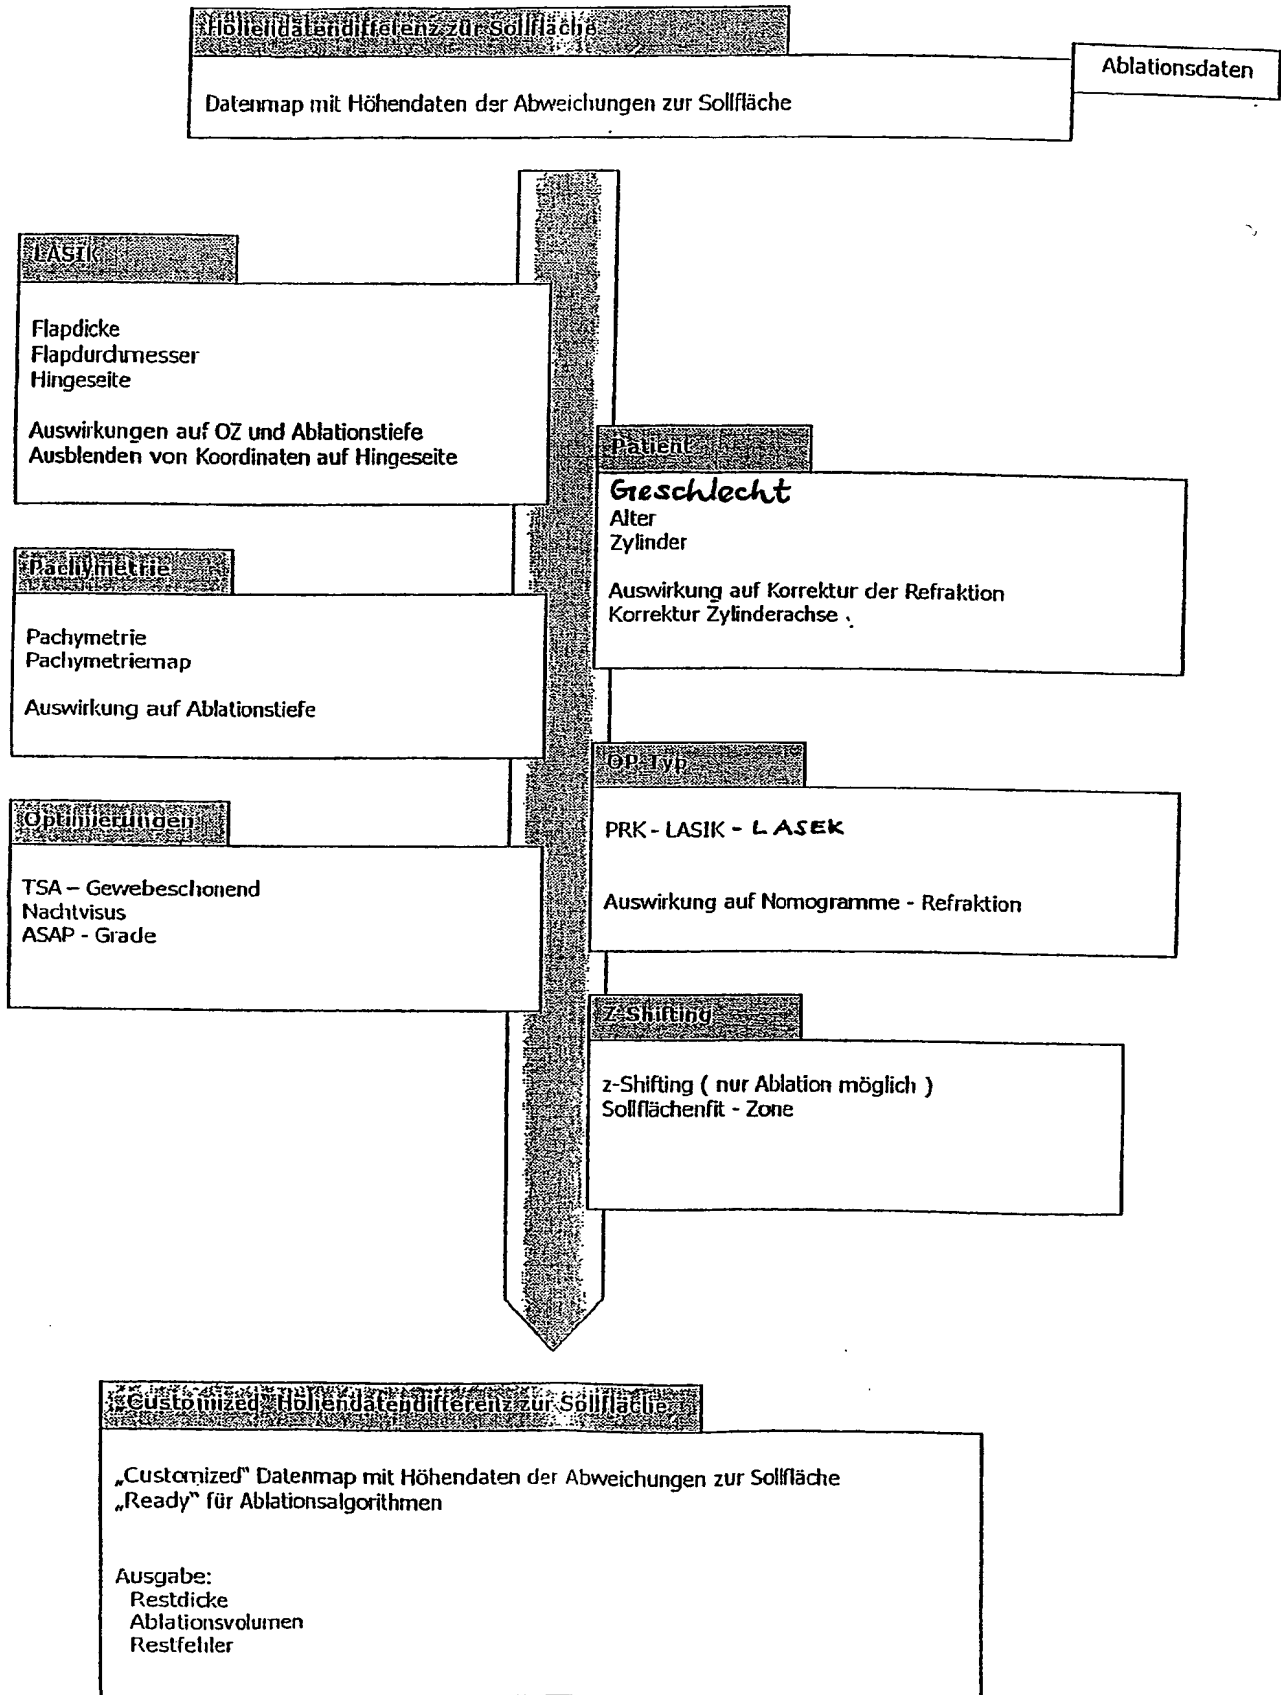 Höhendatendifferenz zur Sollfläche
Ablationsdaten
Datenmap mit Höhendaten der Abweichungen zur Sollfläche
LASIK
Flapdicke
Flapdurchmesser
Hingeseite
Auswirkungen auf OZ und Ablationstiefe
Ausblenden von Koordinaten auf Hingeseite
Patient
Geschlecht
Alter
Zylinder
Auswirkung auf Korrektur der Refraktion
Korrektur Zylinderachse
Pachymetrie
Pachymetrie
Pachymetriemap
Auswirkung auf Ablationstiefe
OP Typ
PRK - LASIK - LASEK
Auswirkung auf Nomogramme - Refraktion
Optimierungen
TSA – Gewebeschonend
Nachtvisus
ASAP - Grade
Z-Shifting
z-Shifting ( nur Ablation möglich )
Sollflächenfit - Zone
„Customized" Höhendatendifferenz zur Sollfläche
„Customized" Datenmap mit Höhendaten der Abweichungen zur Sollfläche
„Ready" für Ablationsalgorithmen
Ausgabe:
Restdicke
Ablationsvolumen
Restfehler